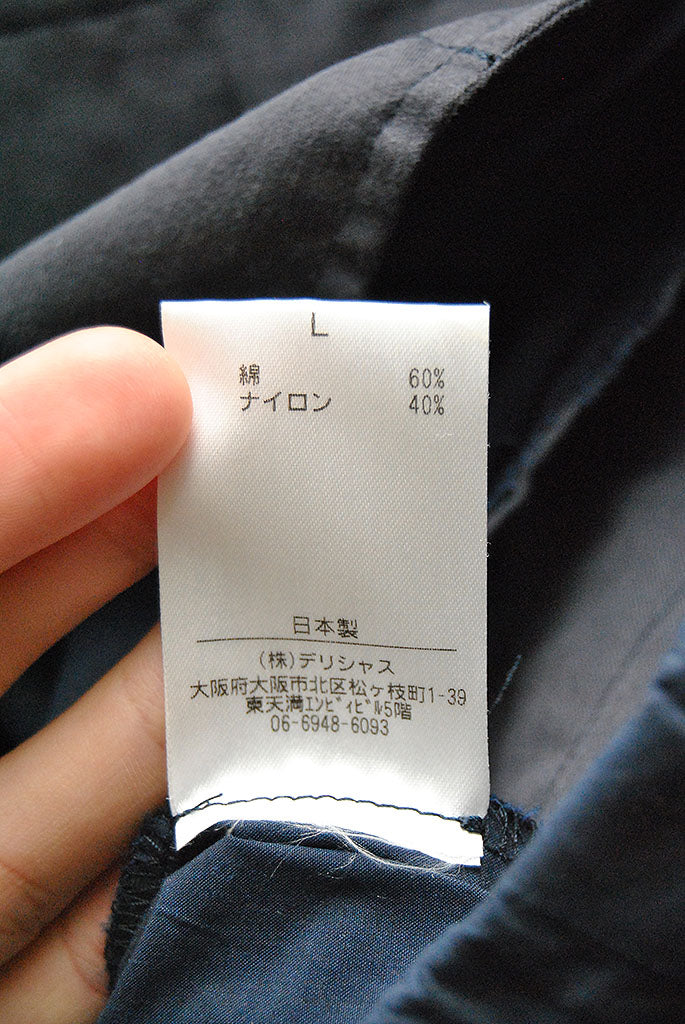 L
綿 60%
ナイロン 40%
日本製
(株)デリシャス
大阪府大阪市北区松ヶ枝町1-39
東天満ｴﾝﾋﾞｨﾋﾞﾙ5階
06-6948-6093